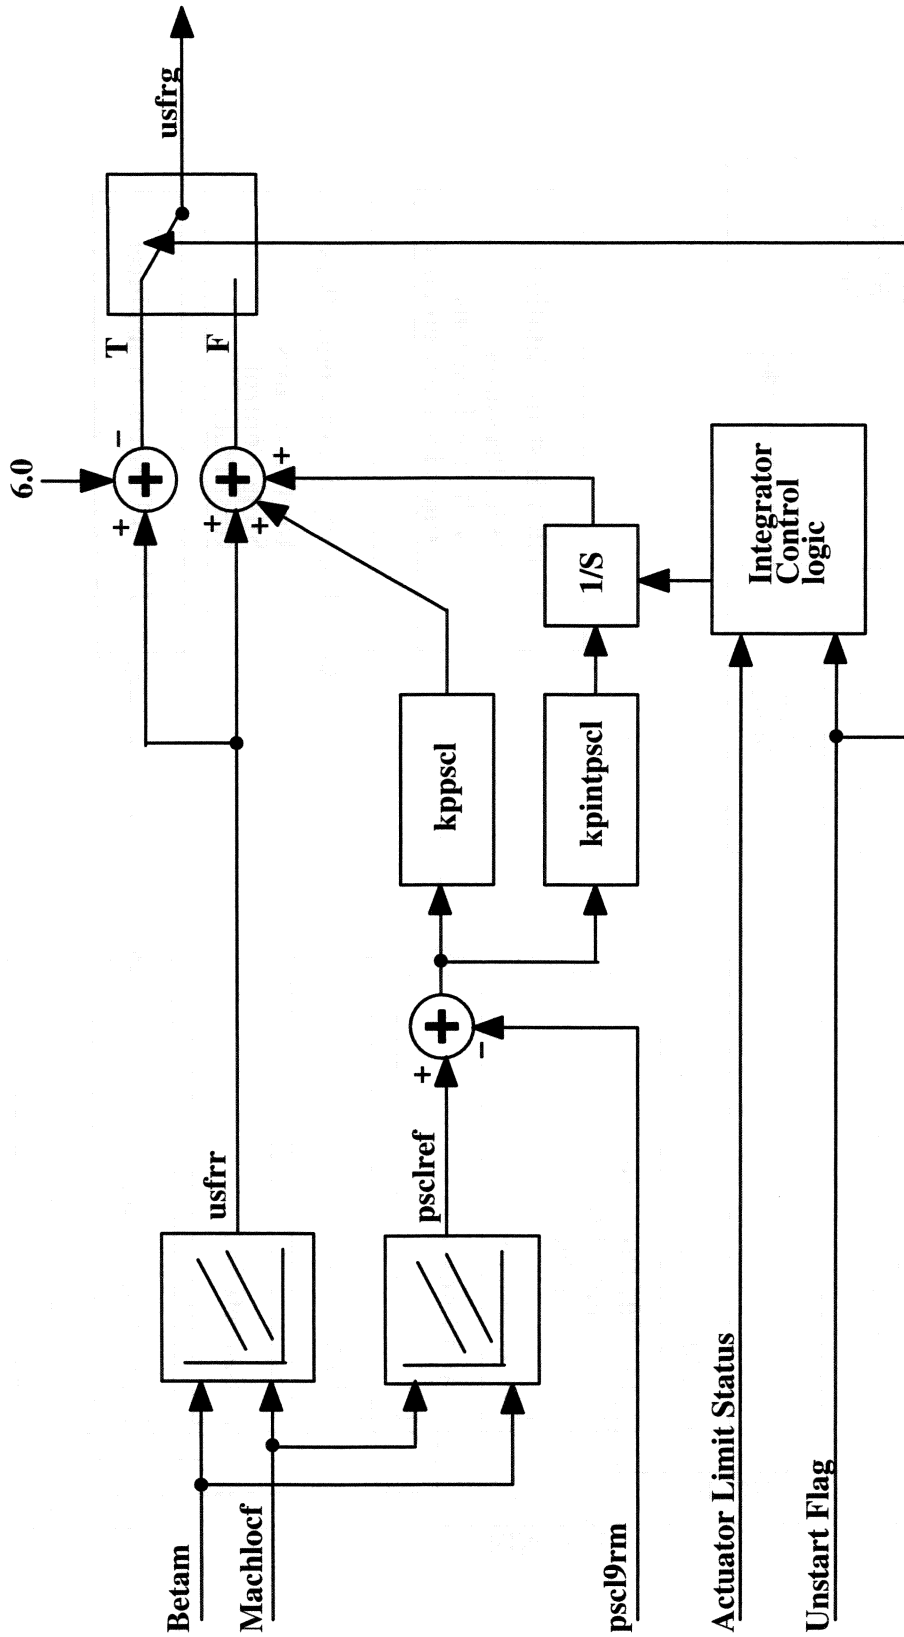 Betam
Machlocf
usfrr
6.0
+
−
T
usfrg
+
+
+
F
psclref
+
−
kppscl
pscl9rm
kpintpscl
1/S
Actuator Limit Status
Unstart Flag
Integrator
Control
logic